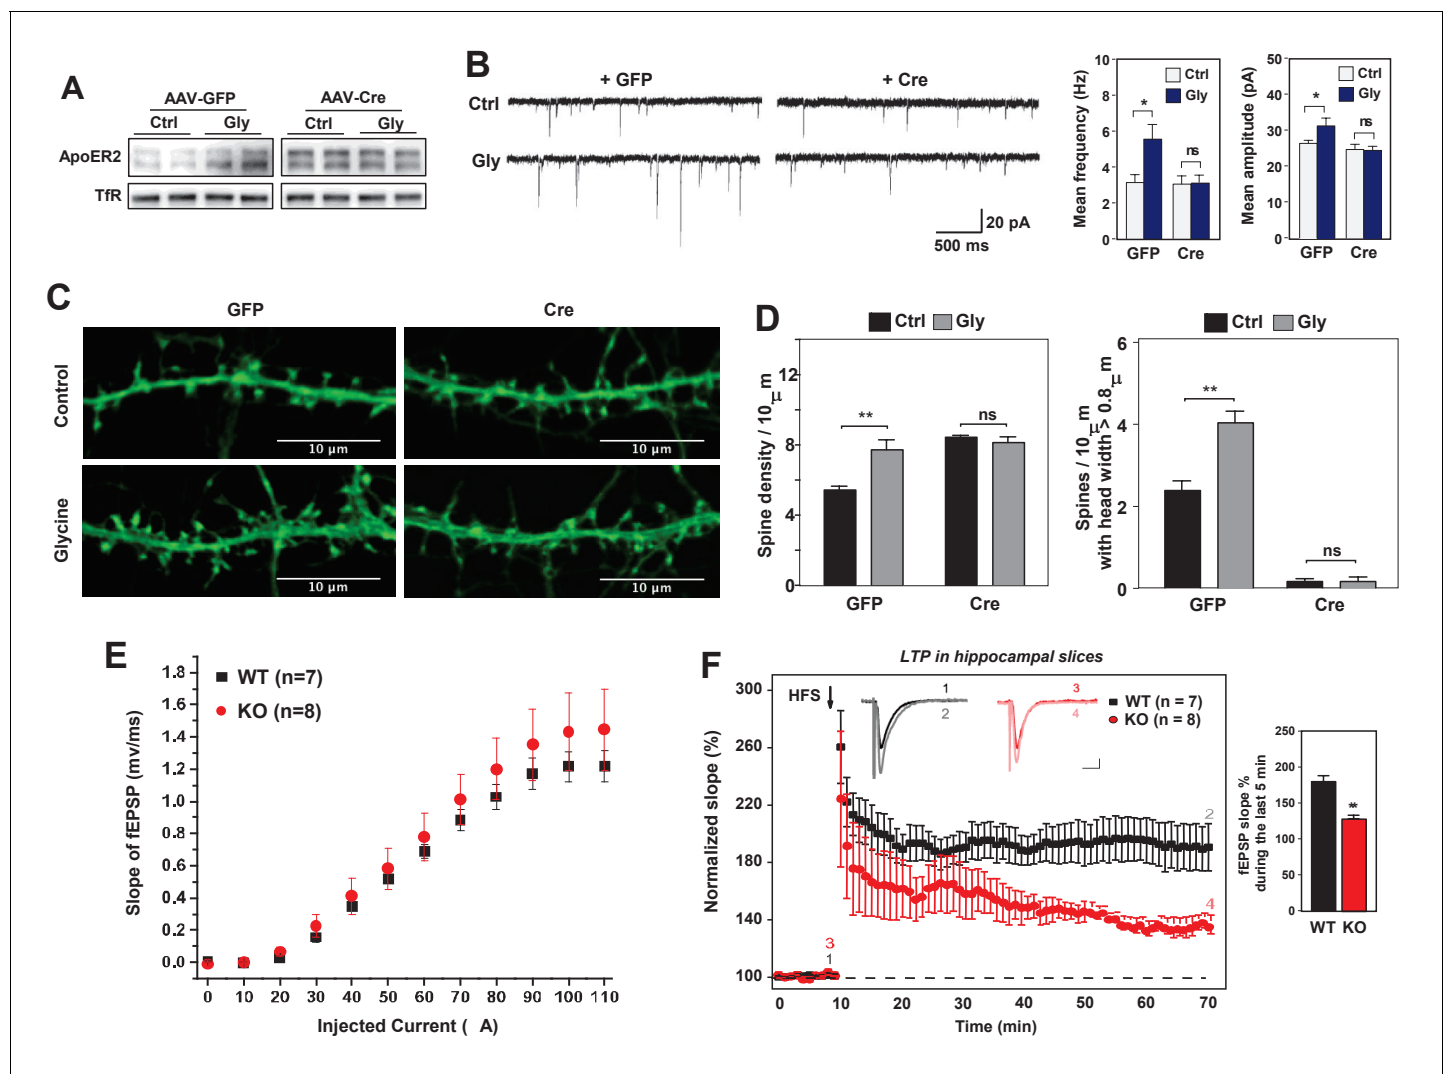 A
AAV-GFP
AAV-Cre
Ctrl
Gly
Ctrl
Gly
ApoER2
TfR
B
+ GFP
+ Cre
Ctrl
Gly
20 pA
500 ms
Mean frequency (Hz)
10
8
6
4
2
0
Ctrl
Gly
*
ns
GFP
Cre
Mean amplitude (pA)
50
40
30
20
10
0
Ctrl
Gly
*
ns
GFP
Cre
C
GFP
Cre
Control
Glycine
10 µm
10 µm
10 µm
10 µm
D
Ctrl
Gly
Spine density / 10 µm
12
8
4
0
**
ns
GFP
Cre
Ctrl
Gly
Spines / 10 µm
with head width > 0.8 µm
6
4
2
0
**
ns
GFP
Cre
E
WT (n=7)
KO (n=8)
Slope of fEPSP (mv/ms)
1.8
1.6
1.4
1.2
1.0
0.8
0.6
0.4
0.2
0.0
0 10 20 30 40 50 60 70 80 90 100 110
Injected Current ( A)
F
LTP in hippocampal slices
HFS
1
2
3
4
WT (n = 7)
KO (n = 8)
Normalized slope (%)
300
260
220
180
140
100
2
4
3
1
0 10 20 30 40 50 60 70
Time (min)
fEPSP slope %
during the last 5 min
250
200
150
100
50
0
**
WT KO